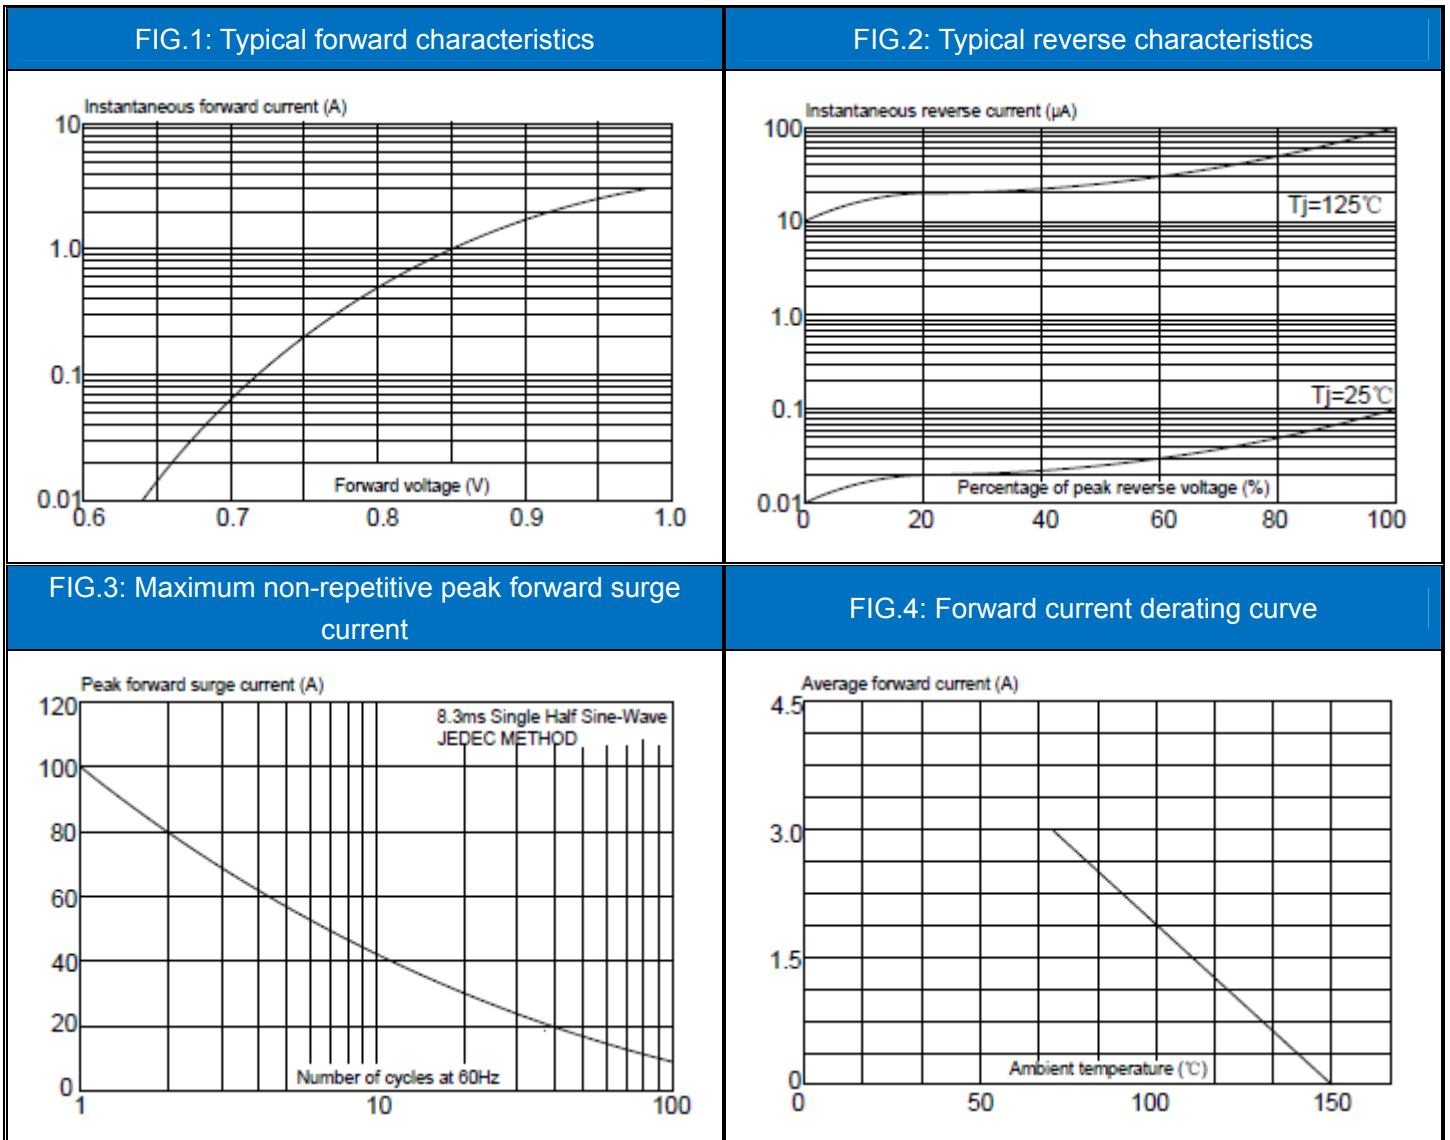 FIG.1: Typical forward characteristics
FIG.2: Typical reverse characteristics
Instantaneous forward current (A)
10
1.0
0.1
0.01
Forward voltage (V)
0.6 0.7 0.8 0.9 1.0
Instantaneous reverse current (μA)
100
Tj=125℃
10
1.0
Tj=25℃
0.1
Percentage of peak reverse voltage (%)
0.01
0 20 40 60 80 100
FIG.3: Maximum non-repetitive peak forward surge
current
FIG.4: Forward current derating curve
Peak forward surge current (A)
120
8.3ms Single Half Sine-Wave
JEDEC METHOD
100
80
60
40
20
Number of cycles at 60Hz
0
1 10 100
Average forward current (A)
4.5
3.0
1.5
Ambient temperature (℃)
0
0 50 100 150